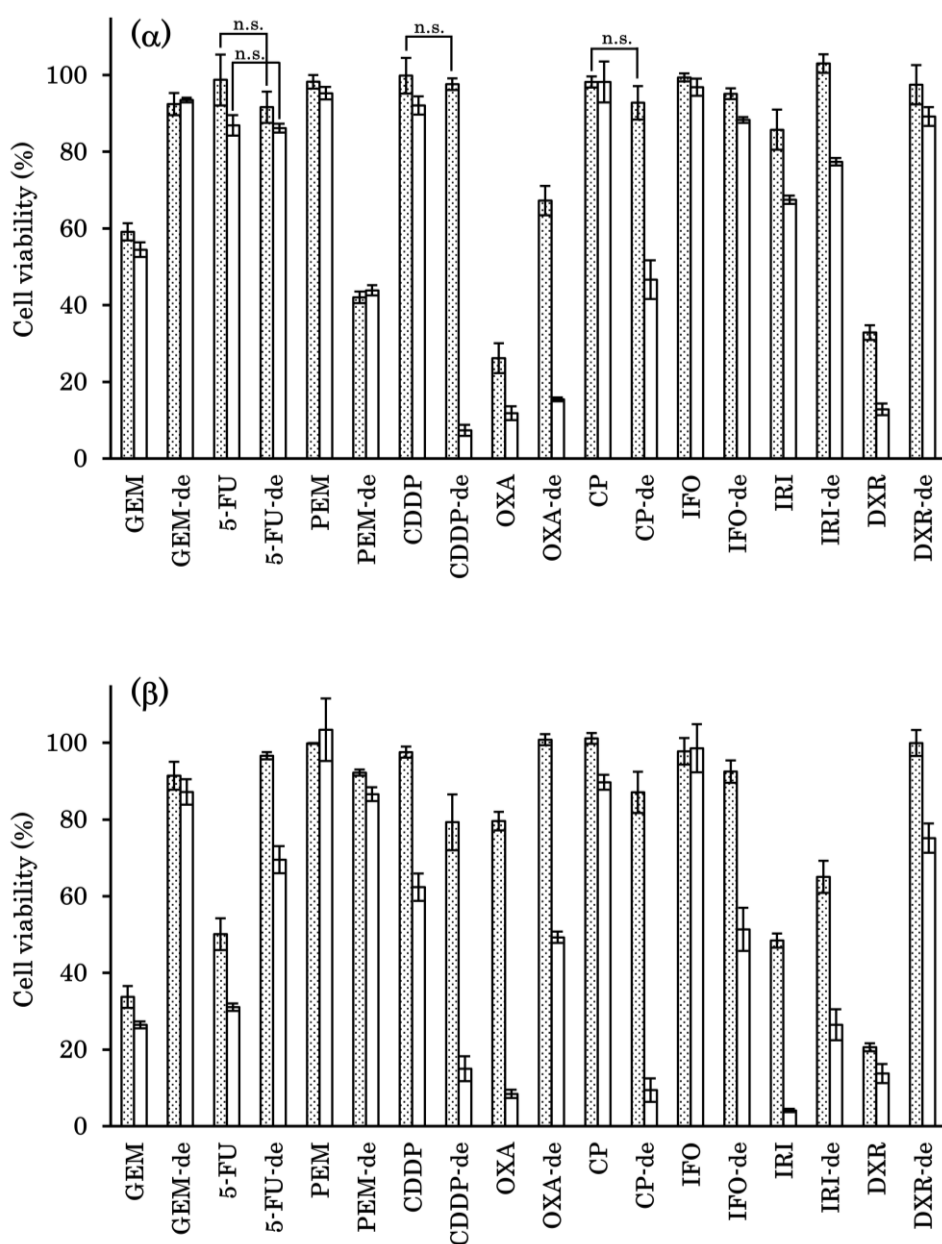 (α)
n.s.
n.s.
n.s.
n.s.
Cell viability (%)
100
80
60
40
20
0
GEM
GEM-de
5-FU
5-FU-de
PEM
PEM-de
CDDP
CDDP-de
OXA
OXA-de
CP
CP-de
IFO
IFO-de
IRI
IRI-de
DXR
DXR-de
(β)
Cell viability (%)
100
80
60
40
20
0
GEM
GEM-de
5-FU
5-FU-de
PEM
PEM-de
CDDP
CDDP-de
OXA
OXA-de
CP
CP-de
IFO
IFO-de
IRI
IRI-de
DXR
DXR-de